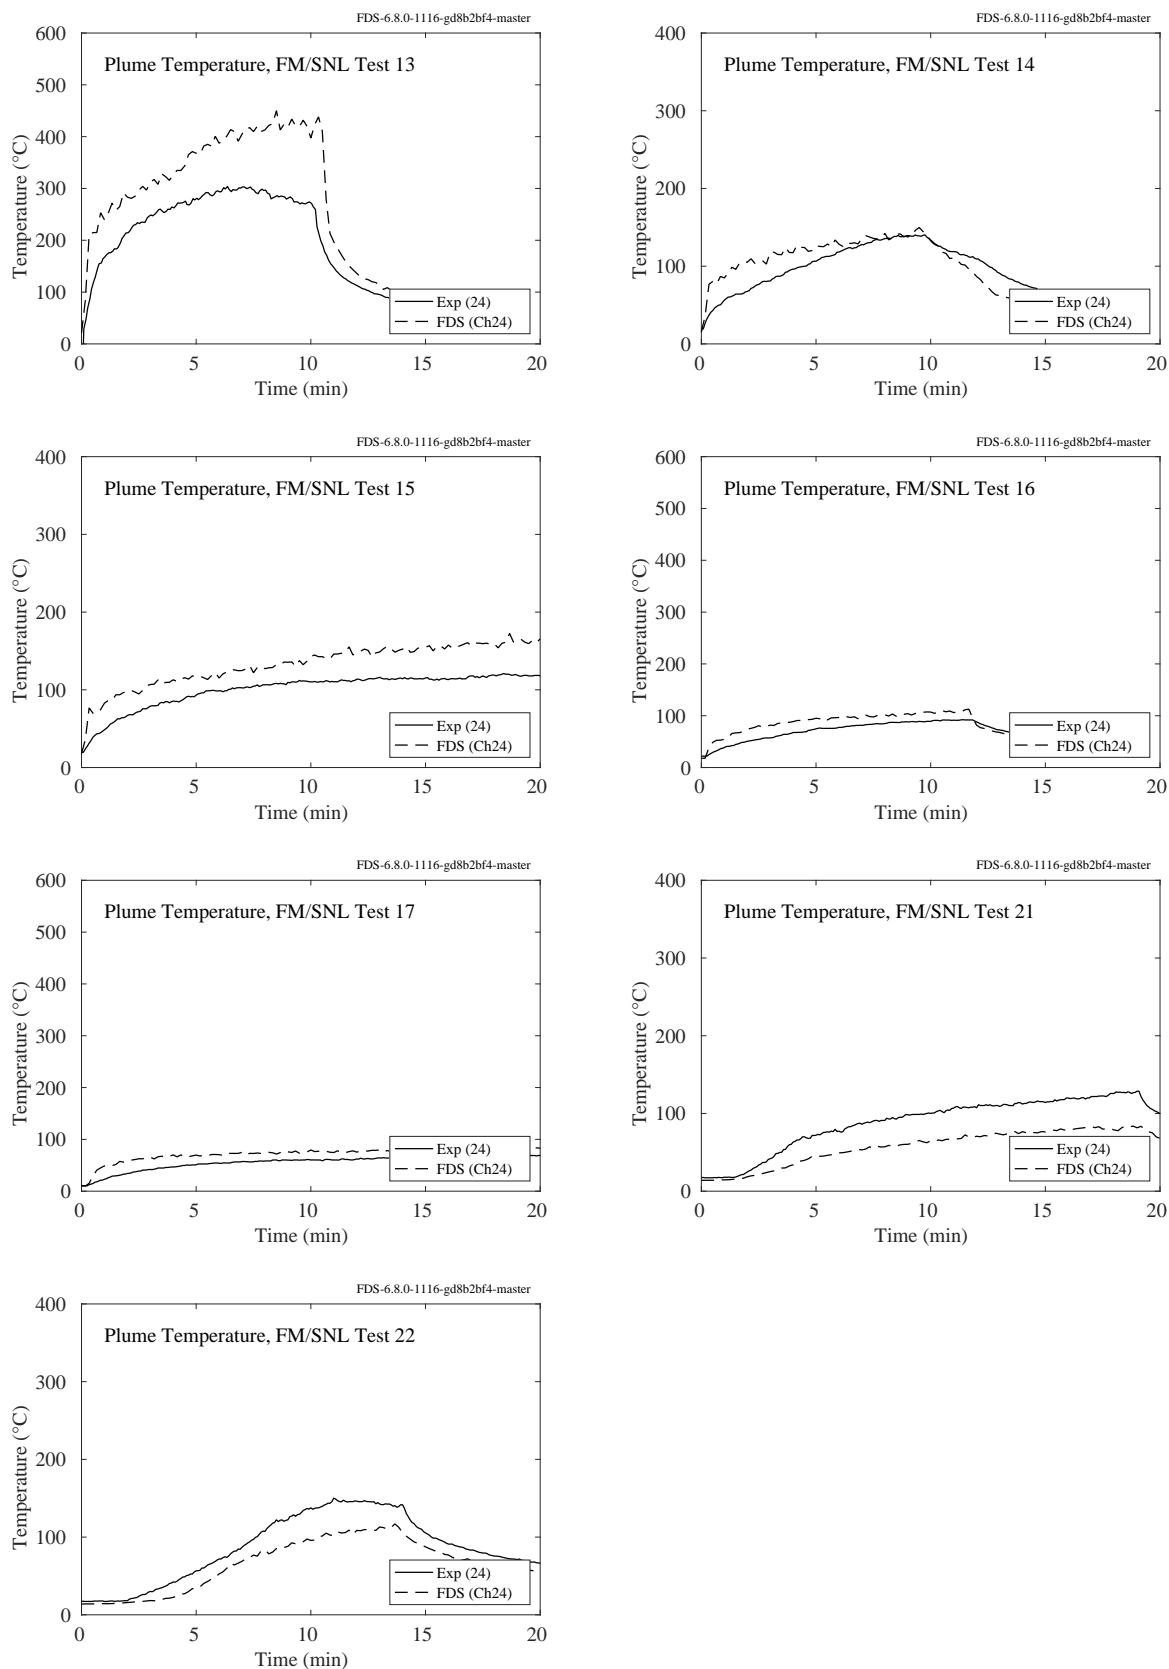 FDS-6.8.0-1116-gd8b2bf4-master
Plume Temperature, FM/SNL Test 13
Temperature (°C)
600
500
400
300
200
100
0
Exp (24)
FDS (Ch24)
0 5 10 15 20
Time (min)
FDS-6.8.0-1116-gd8b2bf4-master
Plume Temperature, FM/SNL Test 14
Temperature (°C)
400
300
200
100
0
Exp (24)
FDS (Ch24)
0 5 10 15 20
Time (min)
FDS-6.8.0-1116-gd8b2bf4-master
Plume Temperature, FM/SNL Test 15
Temperature (°C)
400
300
200
100
0
Exp (24)
FDS (Ch24)
0 5 10 15 20
Time (min)
FDS-6.8.0-1116-gd8b2bf4-master
Plume Temperature, FM/SNL Test 16
Temperature (°C)
600
500
400
300
200
100
0
Exp (24)
FDS (Ch24)
0 5 10 15 20
Time (min)
FDS-6.8.0-1116-gd8b2bf4-master
Plume Temperature, FM/SNL Test 17
Temperature (°C)
600
500
400
300
200
100
0
Exp (24)
FDS (Ch24)
0 5 10 15 20
Time (min)
FDS-6.8.0-1116-gd8b2bf4-master
Plume Temperature, FM/SNL Test 21
Temperature (°C)
400
300
200
100
0
Exp (24)
FDS (Ch24)
0 5 10 15 20
Time (min)
FDS-6.8.0-1116-gd8b2bf4-master
Plume Temperature, FM/SNL Test 22
Temperature (°C)
400
300
200
100
0
Exp (24)
FDS (Ch24)
0 5 10 15 20
Time (min)